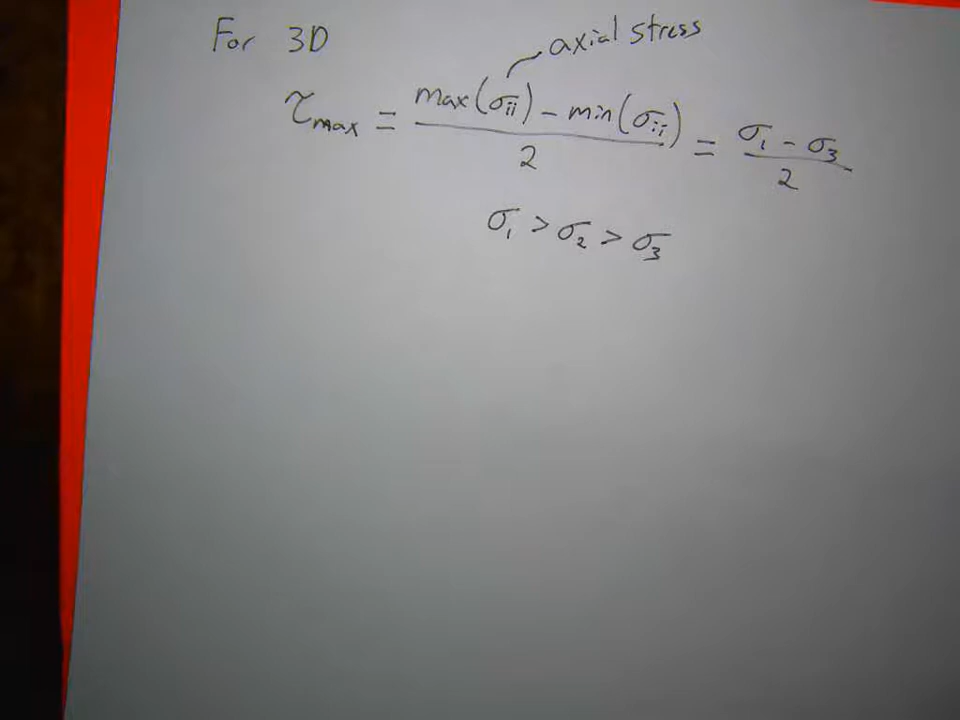 For 3D
axial stress
τmax = max(σii) - min(σii) / 2 = σ1 - σ3 / 2
σ1 > σ2 > σ3